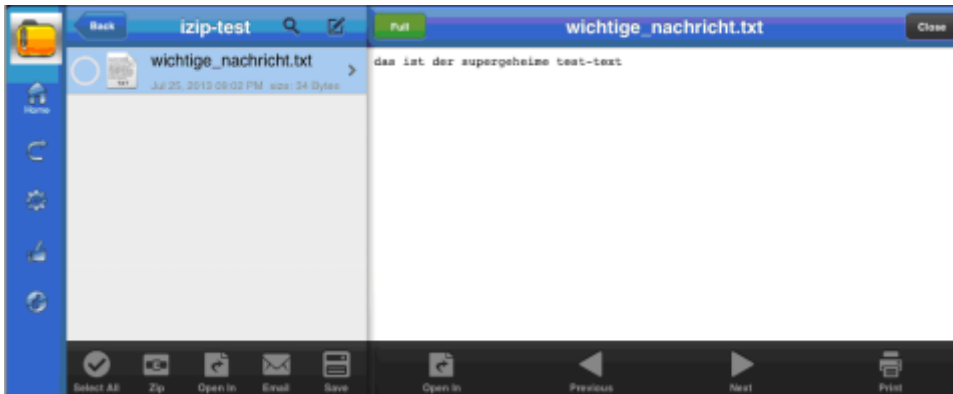 Back
izip-test
Full
wichtige_nachricht.txt
Close
wichtige_nachricht.txt
Jul 25, 2013 09:02 PM size: 34 Bytes
das ist der supergeheime test-text
Home
Select All
Zip
Open In
Email
Save
Open In
Previous
Next
Print